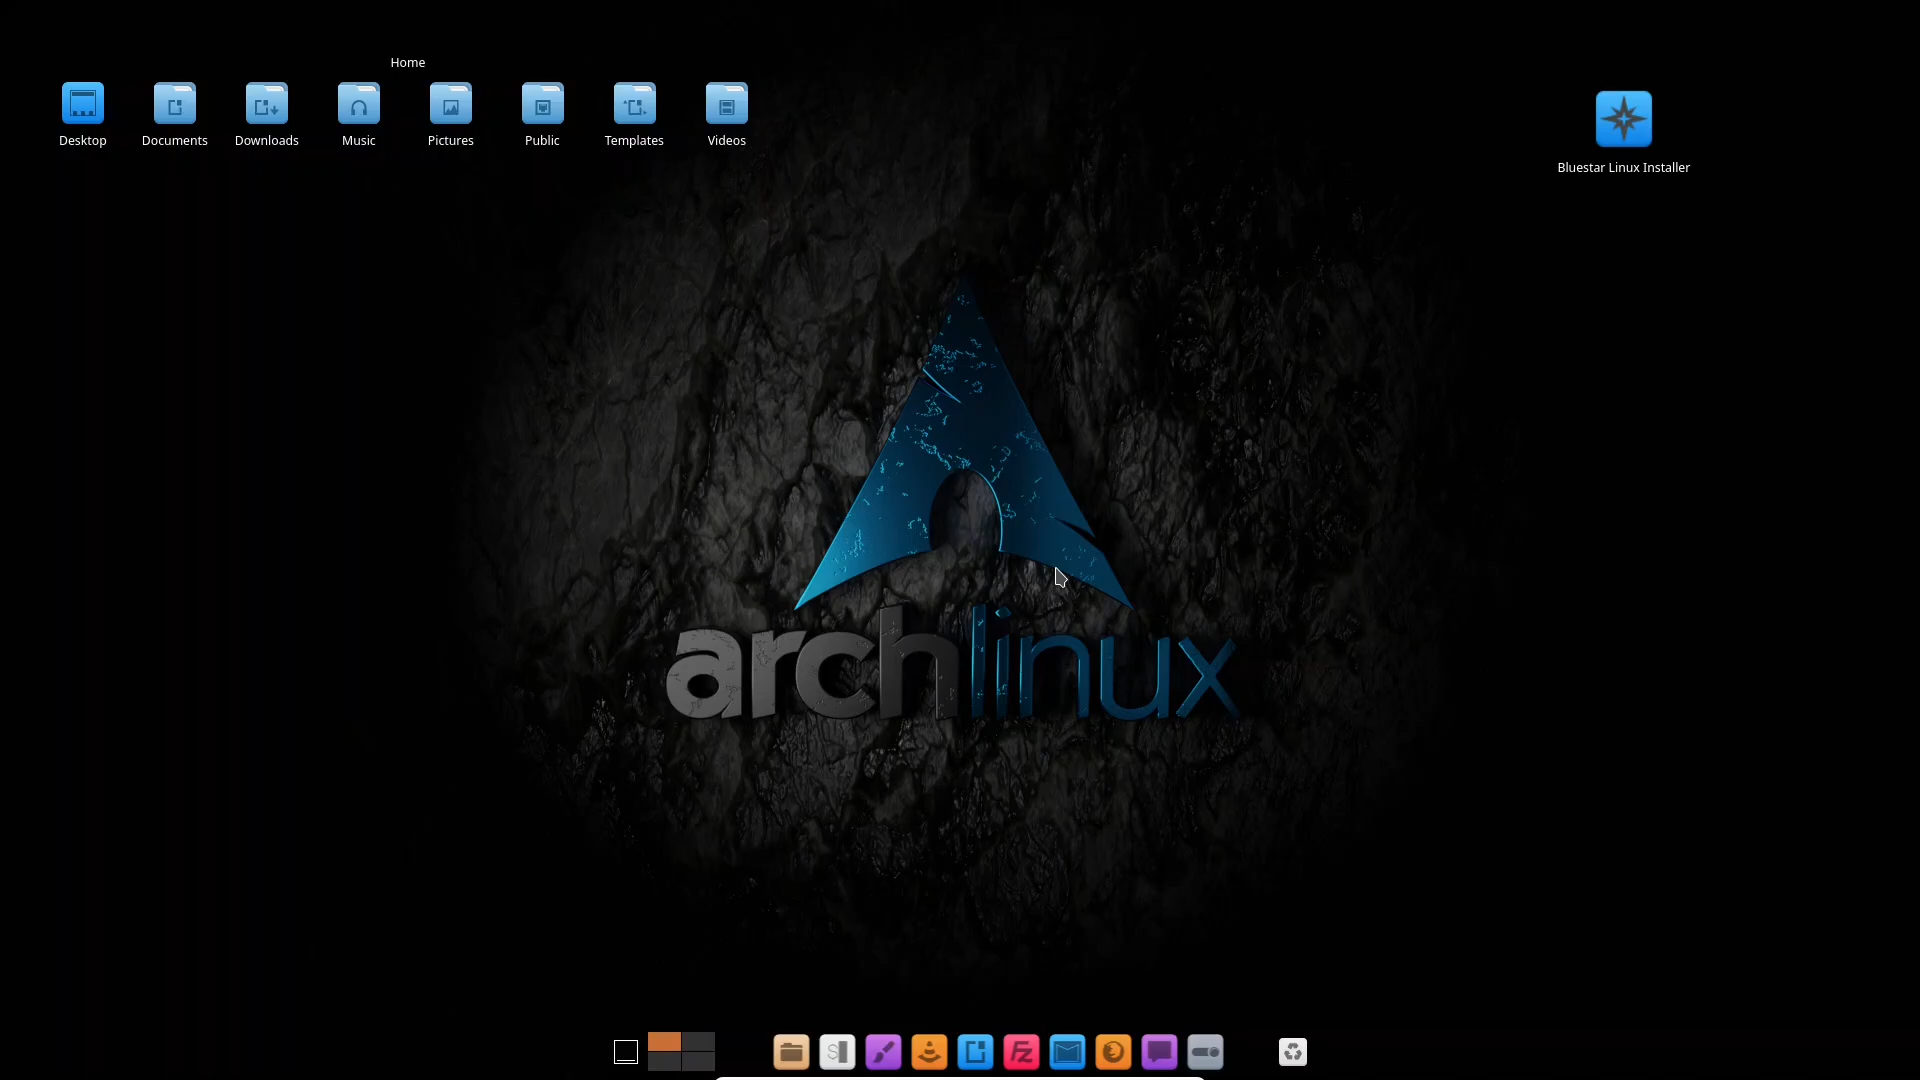 Home
Desktop
Documents
Downloads
Music
Pictures
Public
Templates
Videos
Bluestar Linux Installer
archlinux